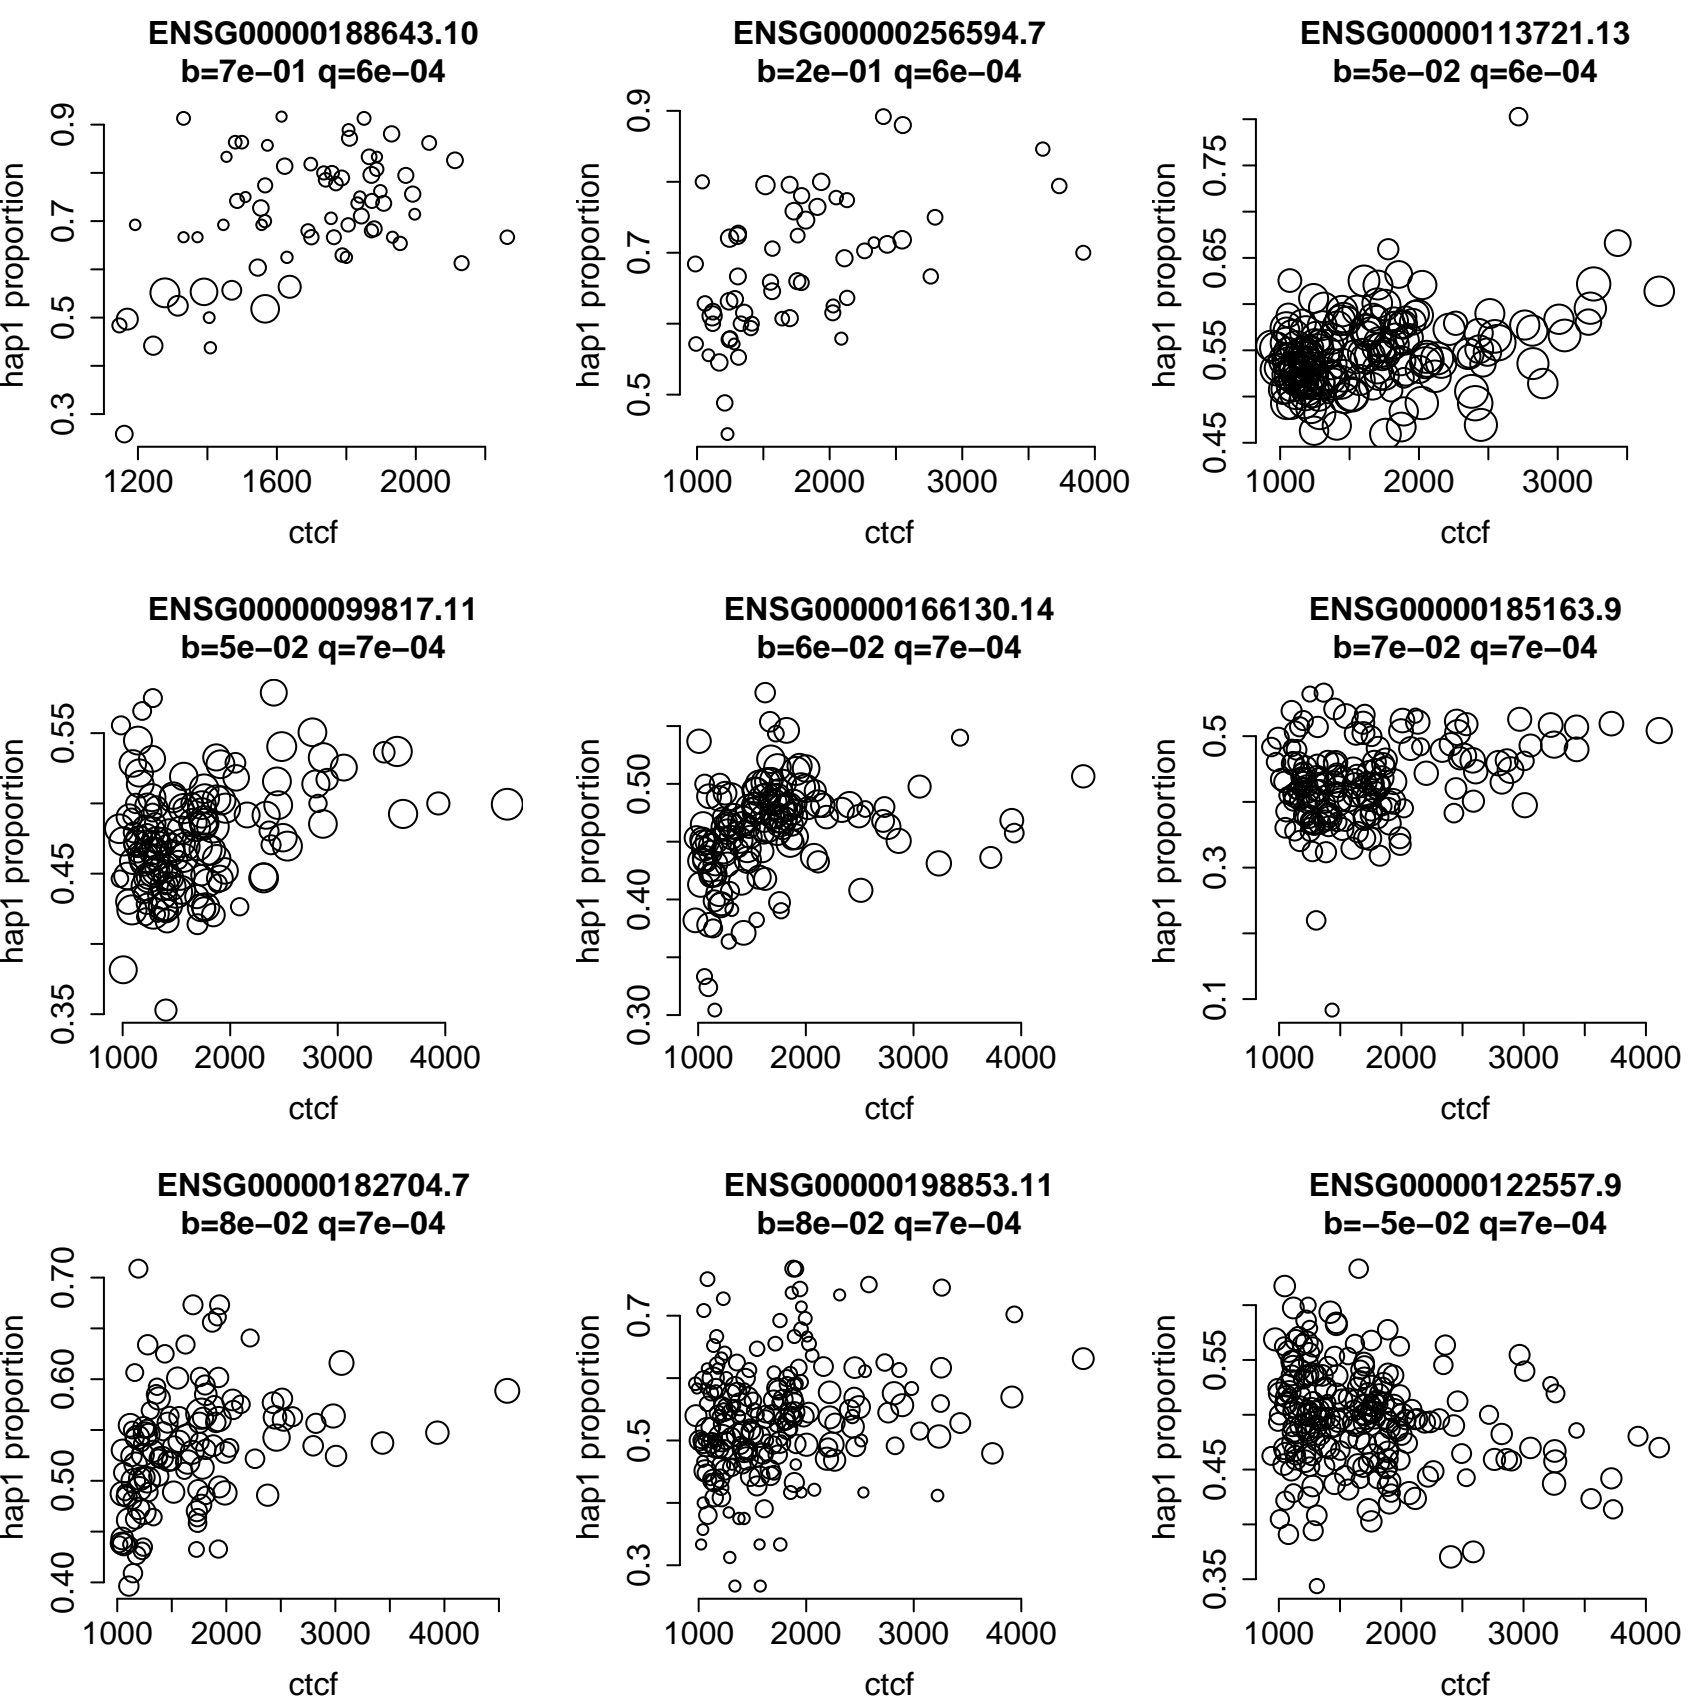 ENSG00000188643.10
b=7e−01 q=6e−04
hap1 proportion
0.3 0.5 0.7 0.9
1200 1600 2000
ctcf
ENSG00000256594.7
b=2e−01 q=6e−04
hap1 proportion
0.5 0.7 0.9
1000 2000 3000 4000
ctcf
ENSG00000113721.13
b=5e−02 q=6e−04
hap1 proportion
0.45 0.55 0.65 0.75
1000 2000 3000
ctcf
ENSG00000099817.11
b=5e−02 q=7e−04
hap1 proportion
0.35 0.45 0.55
1000 2000 3000 4000
ctcf
ENSG00000166130.14
b=6e−02 q=7e−04
hap1 proportion
0.30 0.40 0.50
1000 2000 3000 4000
ctcf
ENSG00000185163.9
b=7e−02 q=7e−04
hap1 proportion
0.1 0.3 0.5
1000 2000 3000 4000
ctcf
ENSG00000182704.7
b=8e−02 q=7e−04
hap1 proportion
0.40 0.50 0.60 0.70
1000 2000 3000 4000
ctcf
ENSG00000198853.11
b=8e−02 q=7e−04
hap1 proportion
0.3 0.5 0.7
1000 2000 3000 4000
ctcf
ENSG00000122557.9
b=−5e−02 q=7e−04
hap1 proportion
0.35 0.45 0.55
1000 2000 3000 4000
ctcf